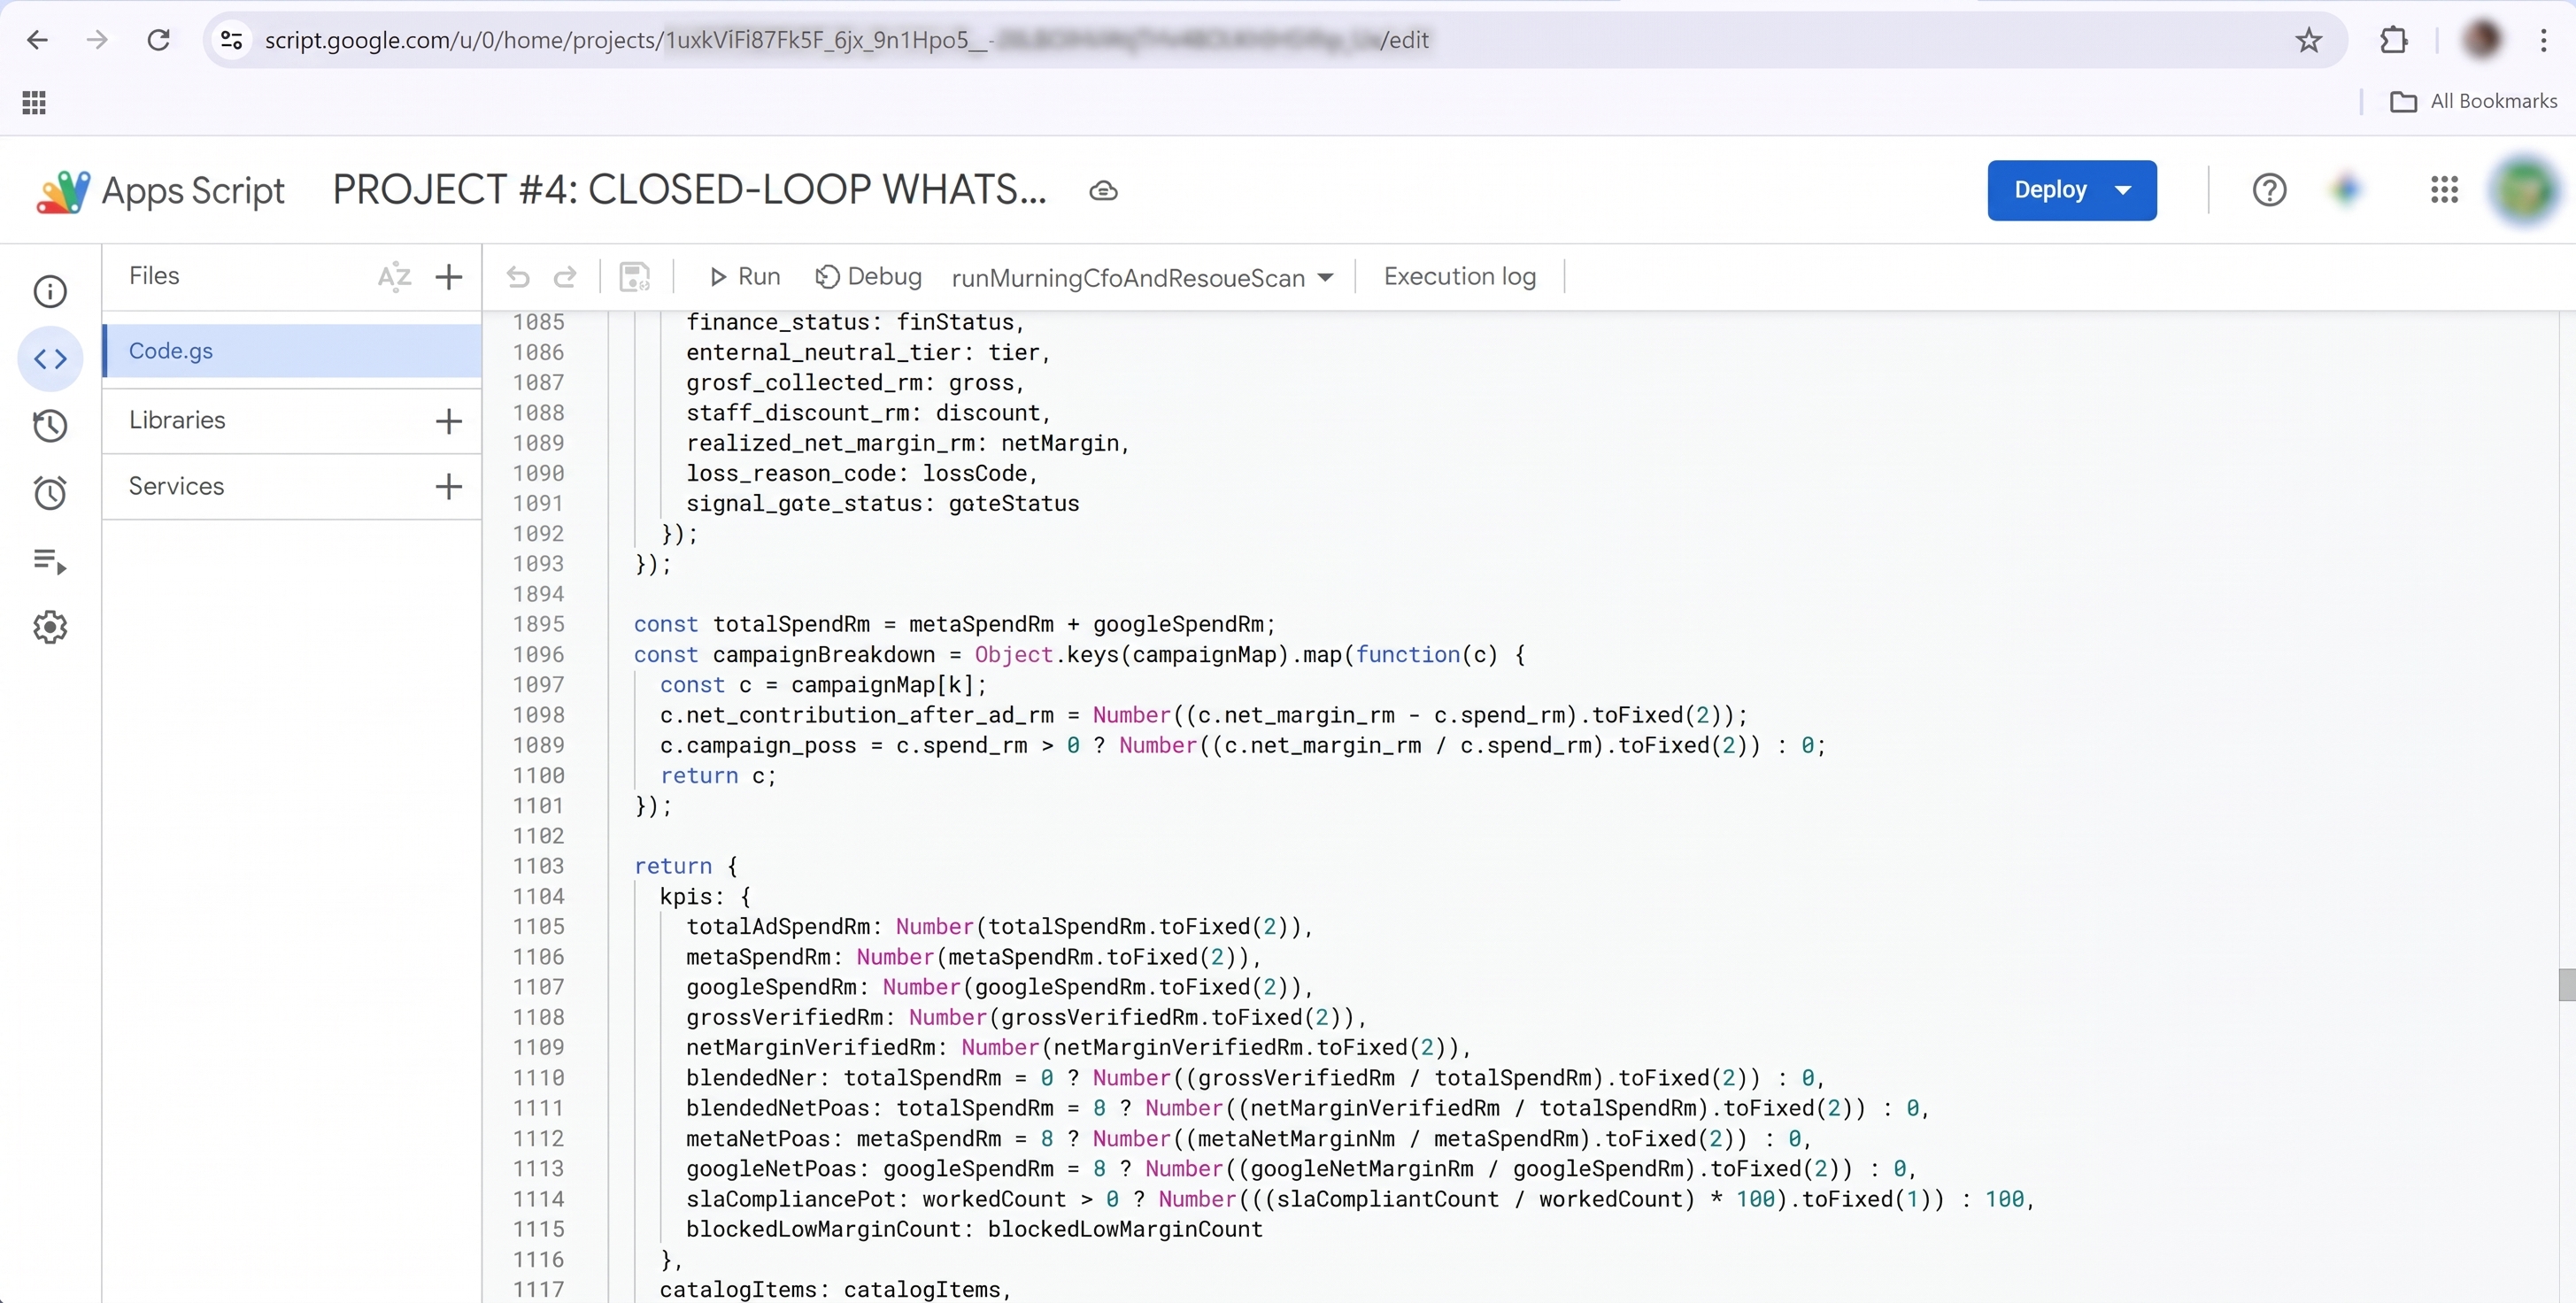 script.google.com/u/0/home/projects/1uxkViFi87Fk5F_6jx_9n1Hpo5__- /edit
All Bookmarks
Apps Script PROJECT #4: CLOSED-LOOP WHATS... Deploy
Files AZ
Run Debug runMurningCfoAndResoueScan Execution log
Code.gs
Libraries
Services
1085 finance_status: finStatus,
1086 enternal_neutral_tier: tier,
1087 grosf_collected_rm: gross,
1088 staff_discount_rm: discount,
1089 realized_net_margin_rm: netMargin,
1090 loss_reason_code: lossCode,
1091 signal_gate_status: gateStatus
1092 });
1093 });
1894
1895 const totalSpendRm = metaSpendRm + googleSpendRm;
1096 const campaignBreakdown = Object.keys(campaignMap).map(function(c) {
1097 const c = campaignMap[k];
1098 c.net_contribution_after_ad_rm = Number((c.net_margin_rm - c.spend_rm).toFixed(2));
1089 c.campaign_poss = c.spend_rm > 0 ? Number((c.net_margin_rm / c.spend_rm).toFixed(2)) : 0;
1100 return c;
1101 });
1102
1103 return {
1104 kpis: {
1105 totalAdSpendRm: Number(totalSpendRm.toFixed(2)),
1106 metaSpendRm: Number(metaSpendRm.toFixed(2)),
1107 googleSpendRm: Number(googleSpendRm.toFixed(2)),
1108 grossVerifiedRm: Number(grossVerifiedRm.toFixed(2)),
1109 netMarginVerifiedRm: Number(netMarginVerifiedRm.toFixed(2)),
1110 blendedNer: totalSpendRm = 0 ? Number((grossVerifiedRm / totalSpendRm).toFixed(2)) : 0,
1111 blendedNetPoas: totalSpendRm = 8 ? Number((netMarginVerifiedRm / totalSpendRm).toFixed(2)) : 0,
1112 metaNetPoas: metaSpendRm = 8 ? Number((metaNetMarginNm / metaSpendRm).toFixed(2)) : 0,
1113 googleNetPoas: googleSpendRm = 8 ? Number((googleNetMarginRm / googleSpendRm).toFixed(2)) : 0,
1114 slaCompliancePot: workedCount > 0 ? Number(((slaCompliantCount / workedCount) * 100).toFixed(1)) : 100,
1115 blockedLowMarginCount: blockedLowMarginCount
1116 },
1117 catalogItems: catalogItems,